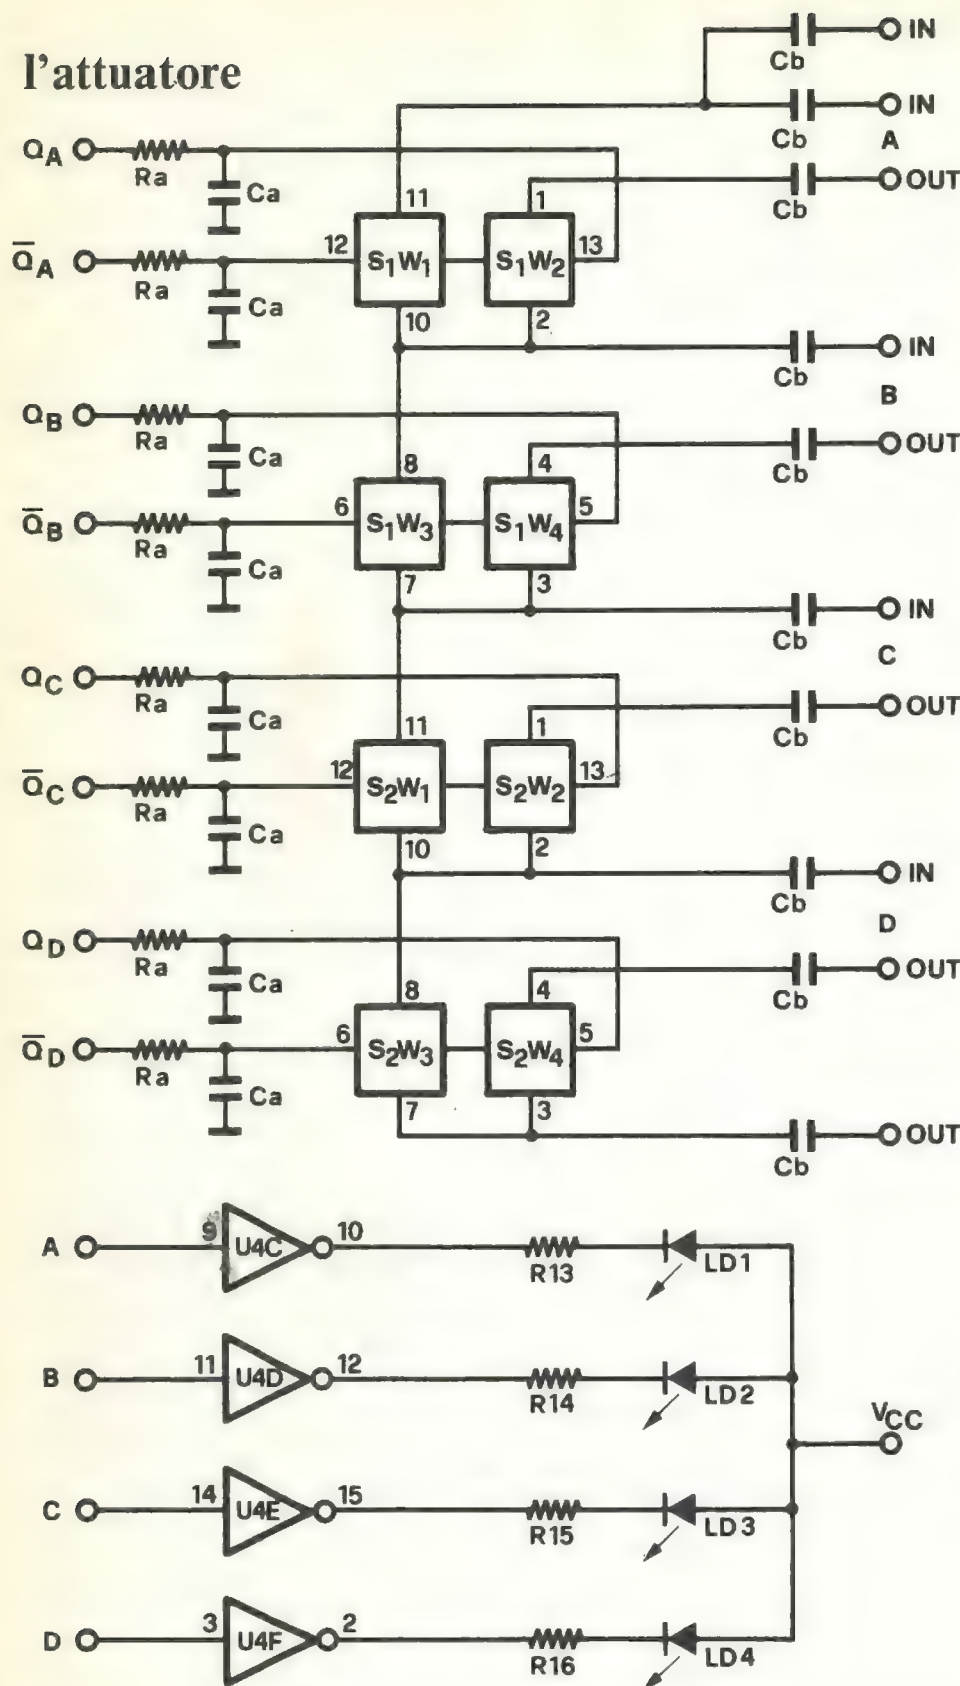 l'attuatore
Cb IN
Cb IN
A
QA Ra Ca
Cb OUT
11 1
Q̅A Ra Ca 12 S1W1 S1W2 13
10 2
Cb IN
B
QB Ra Ca
Cb OUT
8 4
Q̅B Ra Ca 6 S1W3 S1W4 5
7 3
Cb IN
C
QC Ra Ca
Cb OUT
11 1
Q̅C Ra Ca 12 S2W1 S2W2 13
10 2
Cb IN
D
QD Ra Ca
Cb OUT
8 4
Q̅D Ra Ca 6 S2W3 S2W4 5
7 3
Cb OUT
A 9 U4C 10 R13 LD1
B 11 U4D 12 R14 LD2
VCC
C 14 U4E 15 R15 LD3
D 3 U4F 2 R16 LD4